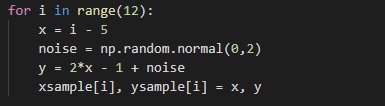 for i in range(12):
    x = i - 5
    noise = np.random.normal(0,2)
    y = 2*x - 1 + noise
    xsample[i], ysample[i] = x, y